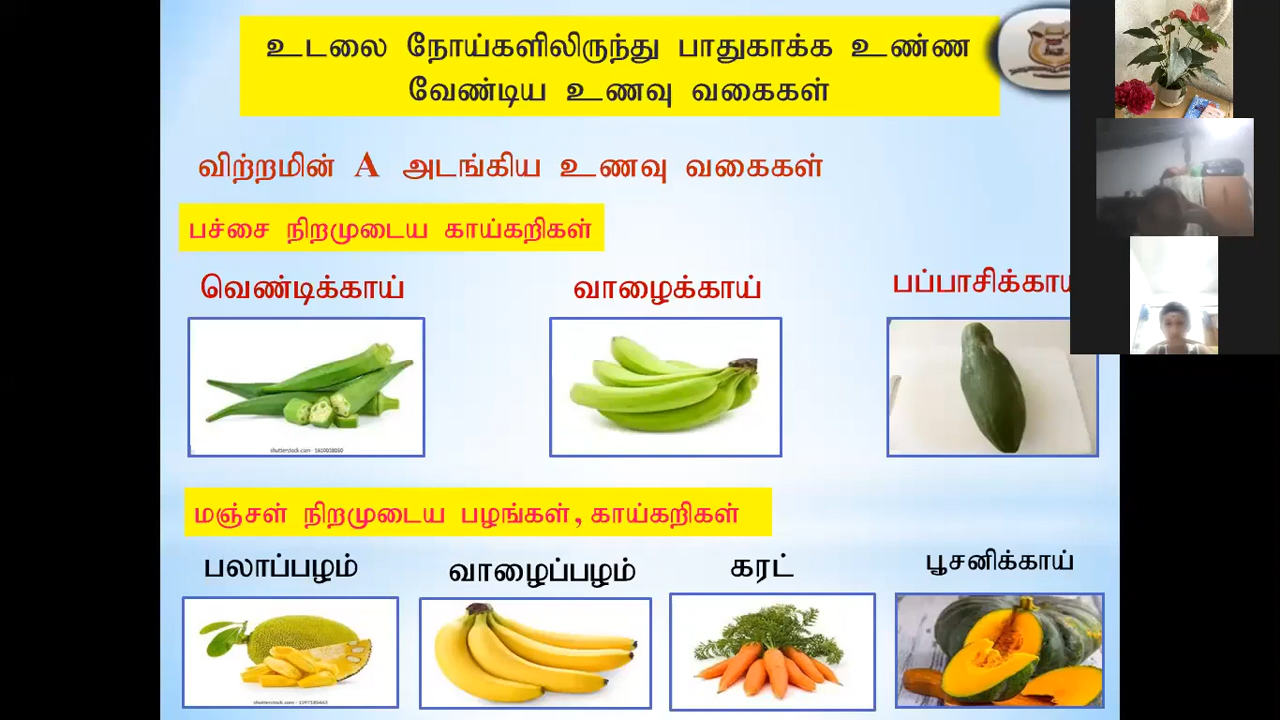 உடலை நோய்களிலிருந்து பாதுகாக்க உண்ண
வேண்டிய உணவு வகைகள்
விற்றமின் A அடங்கிய உணவு வகைகள்
பச்சை நிறமுடைய காய்கறிகள்
வெண்டிக்காய் வாழைக்காய் பப்பாசிக்காய்
மஞ்சள் நிறமுடைய பழங்கள், காய்கறிகள்
பலாப்பழம் வாழைப்பழம் கரட் பூசனிக்காய்